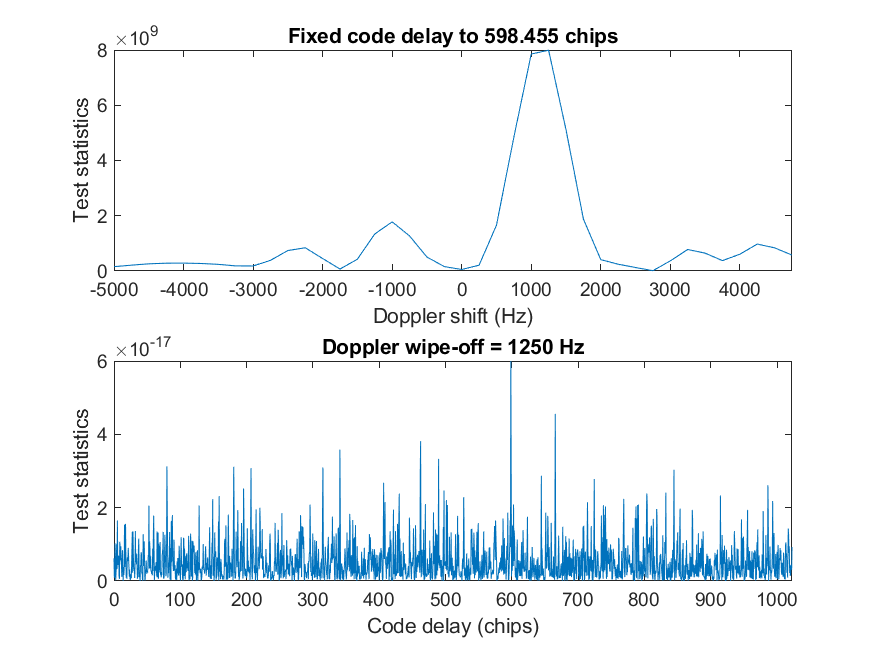 ×10^9
Fixed code delay to 598.455 chips
8
6
4
2
0
Test statistics
-5000 -4000 -3000 -2000 -1000 0 1000 2000 3000 4000
Doppler shift (Hz)
×10^-17
Doppler wipe-off = 1250 Hz
6
4
2
0
Test statistics
0 100 200 300 400 500 600 700 800 900 1000
Code delay (chips)